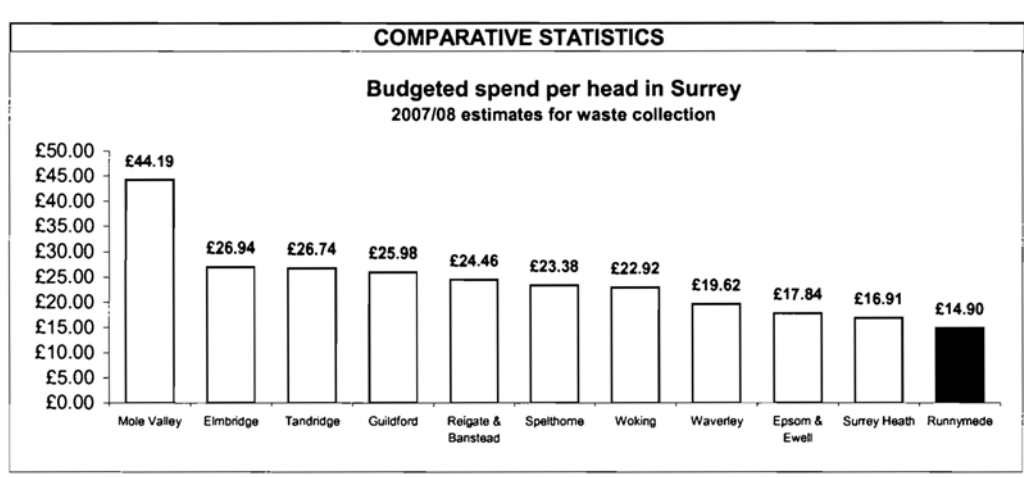 COMPARATIVE STATISTICS
Budgeted spend per head in Surrey
2007/08 estimates for waste collection
£50.00
£45.00
£40.00
£35.00
£30.00
£25.00
£20.00
£15.00
£10.00
£5.00
£0.00
£44.19
£26.94
£26.74
£25.98
£24.46
£23.38
£22.92
£19.62
£17.84
£16.91
£14.90
Mole Valley
Elmbridge
Tandridge
Guildford
Reigate &
Banstead
Spelthorne
Woking
Waverley
Epsom &
Ewell
Surrey Heath
Runnymede